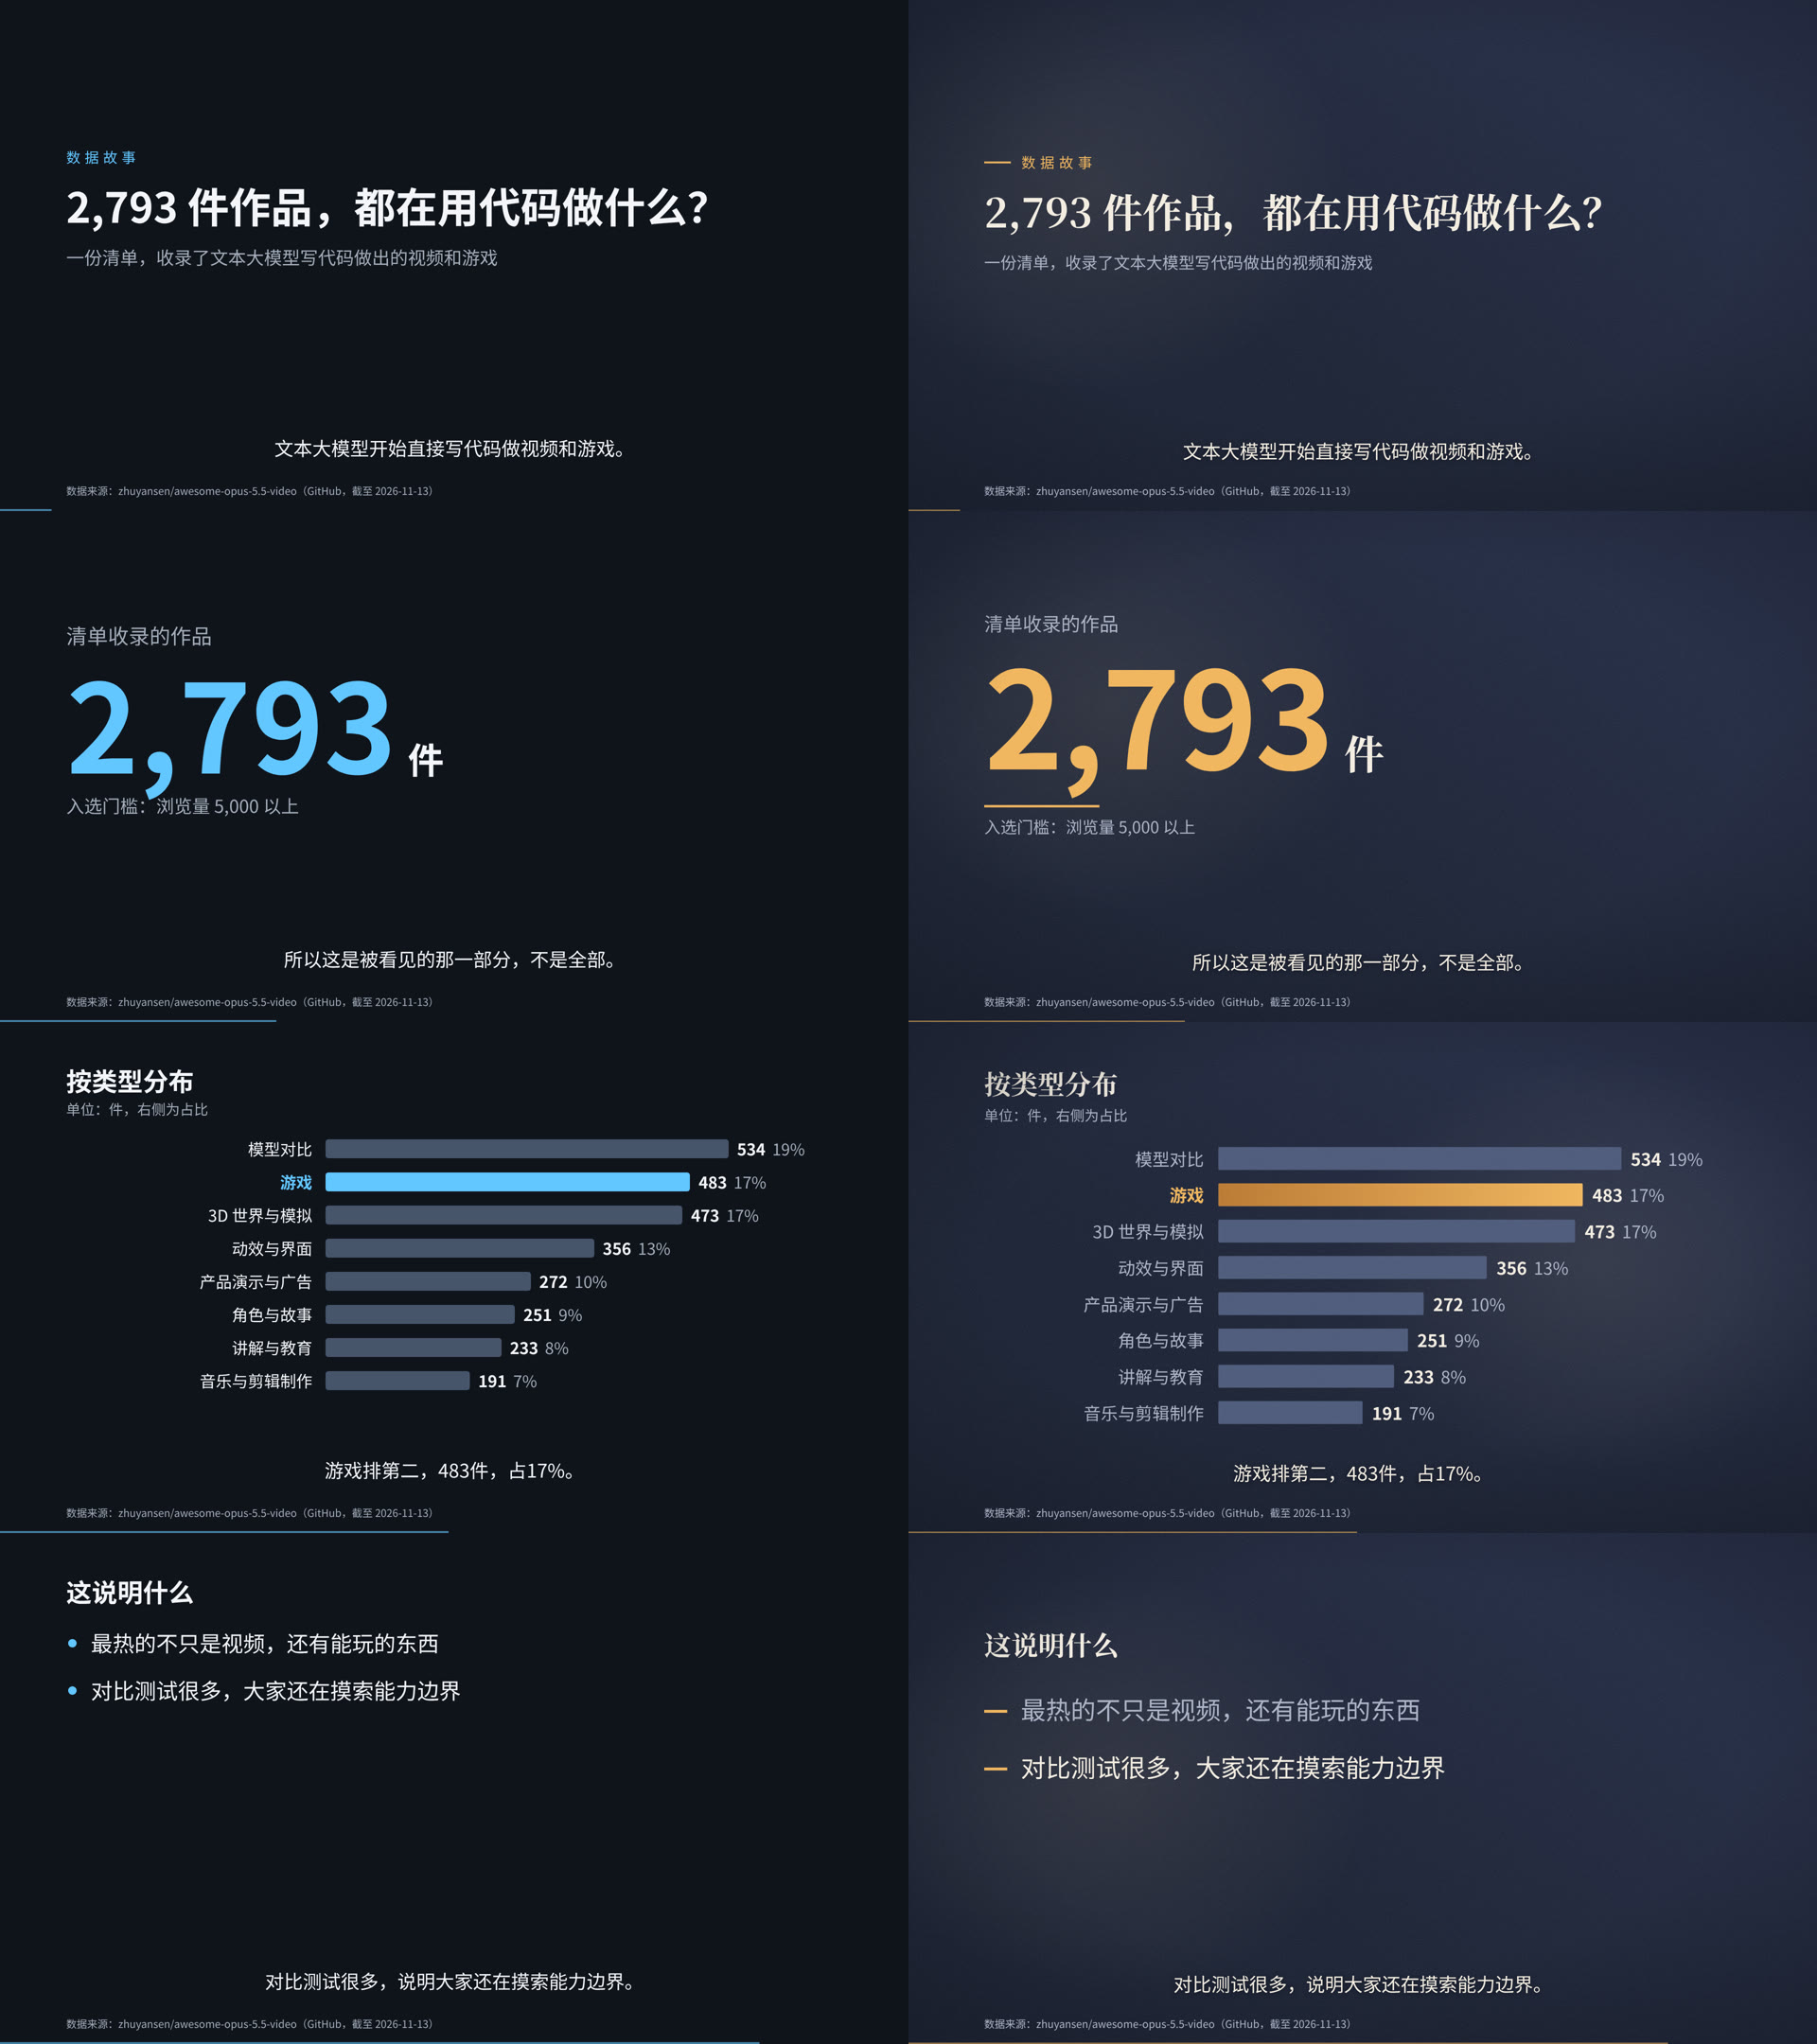 数据故事
2,793 件作品，都在用代码做什么？
一份清单，收录了文本大模型写代码做出的视频和游戏
文本大模型开始直接写代码做视频和游戏。
数据来源：zhuyansen/awesome-opus-5.5-video（GitHub，截至 2026-11-13）
数据故事
2,793 件作品，都在用代码做什么？
一份清单，收录了文本大模型写代码做出的视频和游戏
文本大模型开始直接写代码做视频和游戏。
数据来源：zhuyansen/awesome-opus-5.5-video（GitHub，截至 2026-11-13）
清单收录的作品
2,793 件
入选门槛：浏览量 5,000 以上
所以这是被看见的那一部分，不是全部。
数据来源：zhuyansen/awesome-opus-5.5-video（GitHub，截至 2026-11-13）
清单收录的作品
2,793 件
入选门槛：浏览量 5,000 以上
所以这是被看见的那一部分，不是全部。
数据来源：zhuyansen/awesome-opus-5.5-video（GitHub，截至 2026-11-13）
按类型分布
单位：件，右侧为占比
模型对比 534 19%
游戏 483 17%
3D 世界与模拟 473 17%
动效与界面 356 13%
产品演示与广告 272 10%
角色与故事 251 9%
讲解与教育 233 8%
音乐与剪辑制作 191 7%
游戏排第二，483件，占17%。
数据来源：zhuyansen/awesome-opus-5.5-video（GitHub，截至 2026-11-13）
按类型分布
单位：件，右侧为占比
模型对比 534 19%
游戏 483 17%
3D 世界与模拟 473 17%
动效与界面 356 13%
产品演示与广告 272 10%
角色与故事 251 9%
讲解与教育 233 8%
音乐与剪辑制作 191 7%
游戏排第二，483件，占17%。
数据来源：zhuyansen/awesome-opus-5.5-video（GitHub，截至 2026-11-13）
这说明什么
最热的不只是视频，还有能玩的东西
对比测试很多，大家还在摸索能力边界
对比测试很多，说明大家还在摸索能力边界。
数据来源：zhuyansen/awesome-opus-5.5-video（GitHub，截至 2026-11-13）
这说明什么
最热的不只是视频，还有能玩的东西
对比测试很多，大家还在摸索能力边界
对比测试很多，说明大家还在摸索能力边界。
数据来源：zhuyansen/awesome-opus-5.5-video（GitHub，截至 2026-11-13）